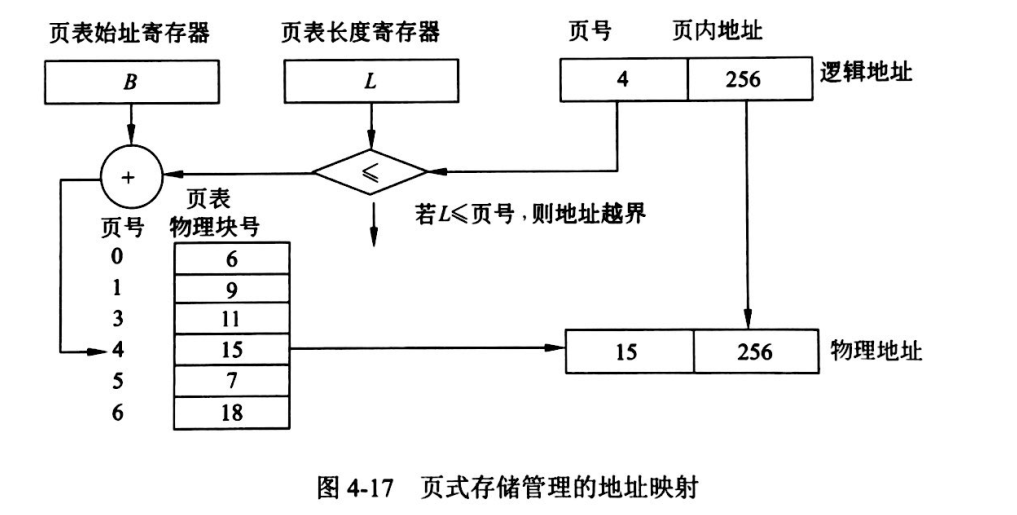 页表始址寄存器 页表长度寄存器 页号 页内地址
B L 4 256 逻辑地址
+ ≤
页表
若L≤页号,则地址越界
页号 物理块号
0 6
1 9
3 11
4 15 15 256 物理地址
5 7
6 18
图 4-17 页式存储管理的地址映射